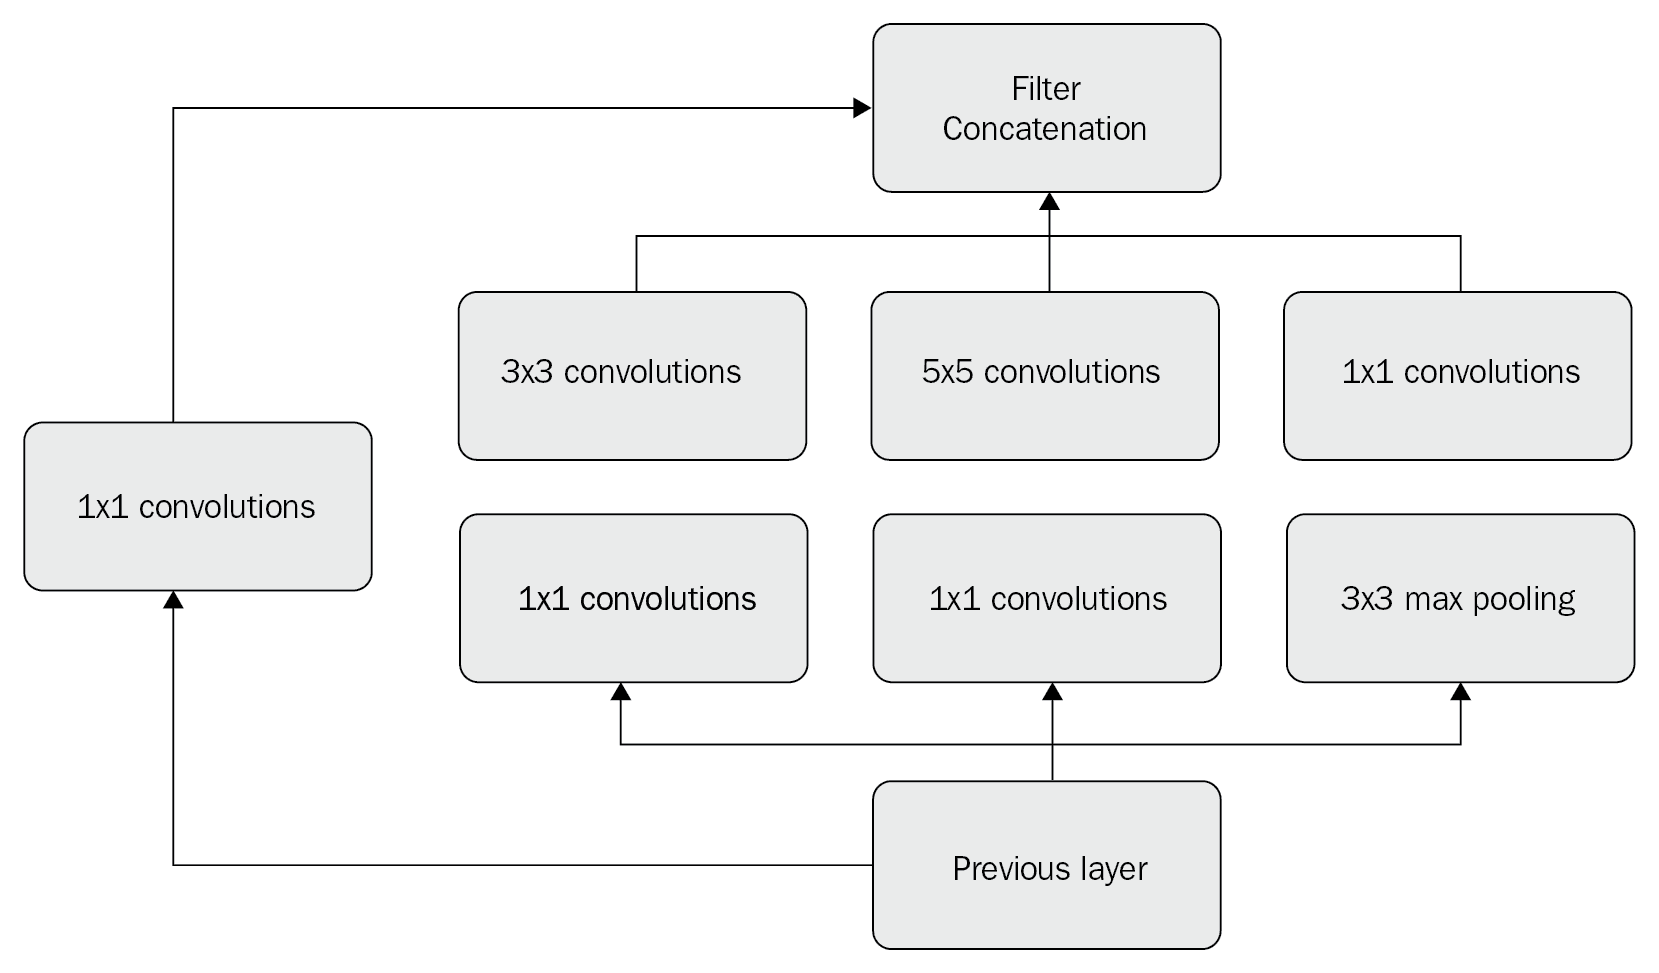 Filter
Concatenation
3x3 convolutions
5x5 convolutions
1x1 convolutions
1x1 convolutions
1x1 convolutions
1x1 convolutions
3x3 max pooling
Previous layer